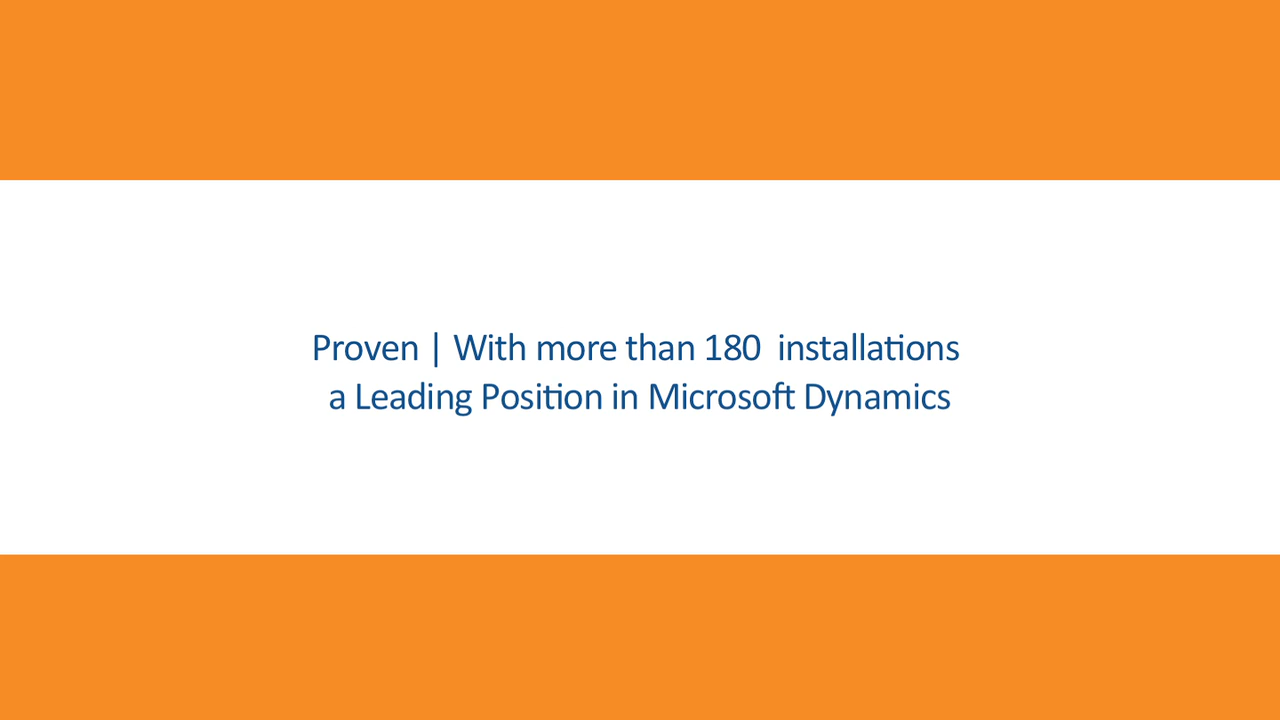 Proven | With more than 180  installations
a Leading Position in Microsoft Dynamics